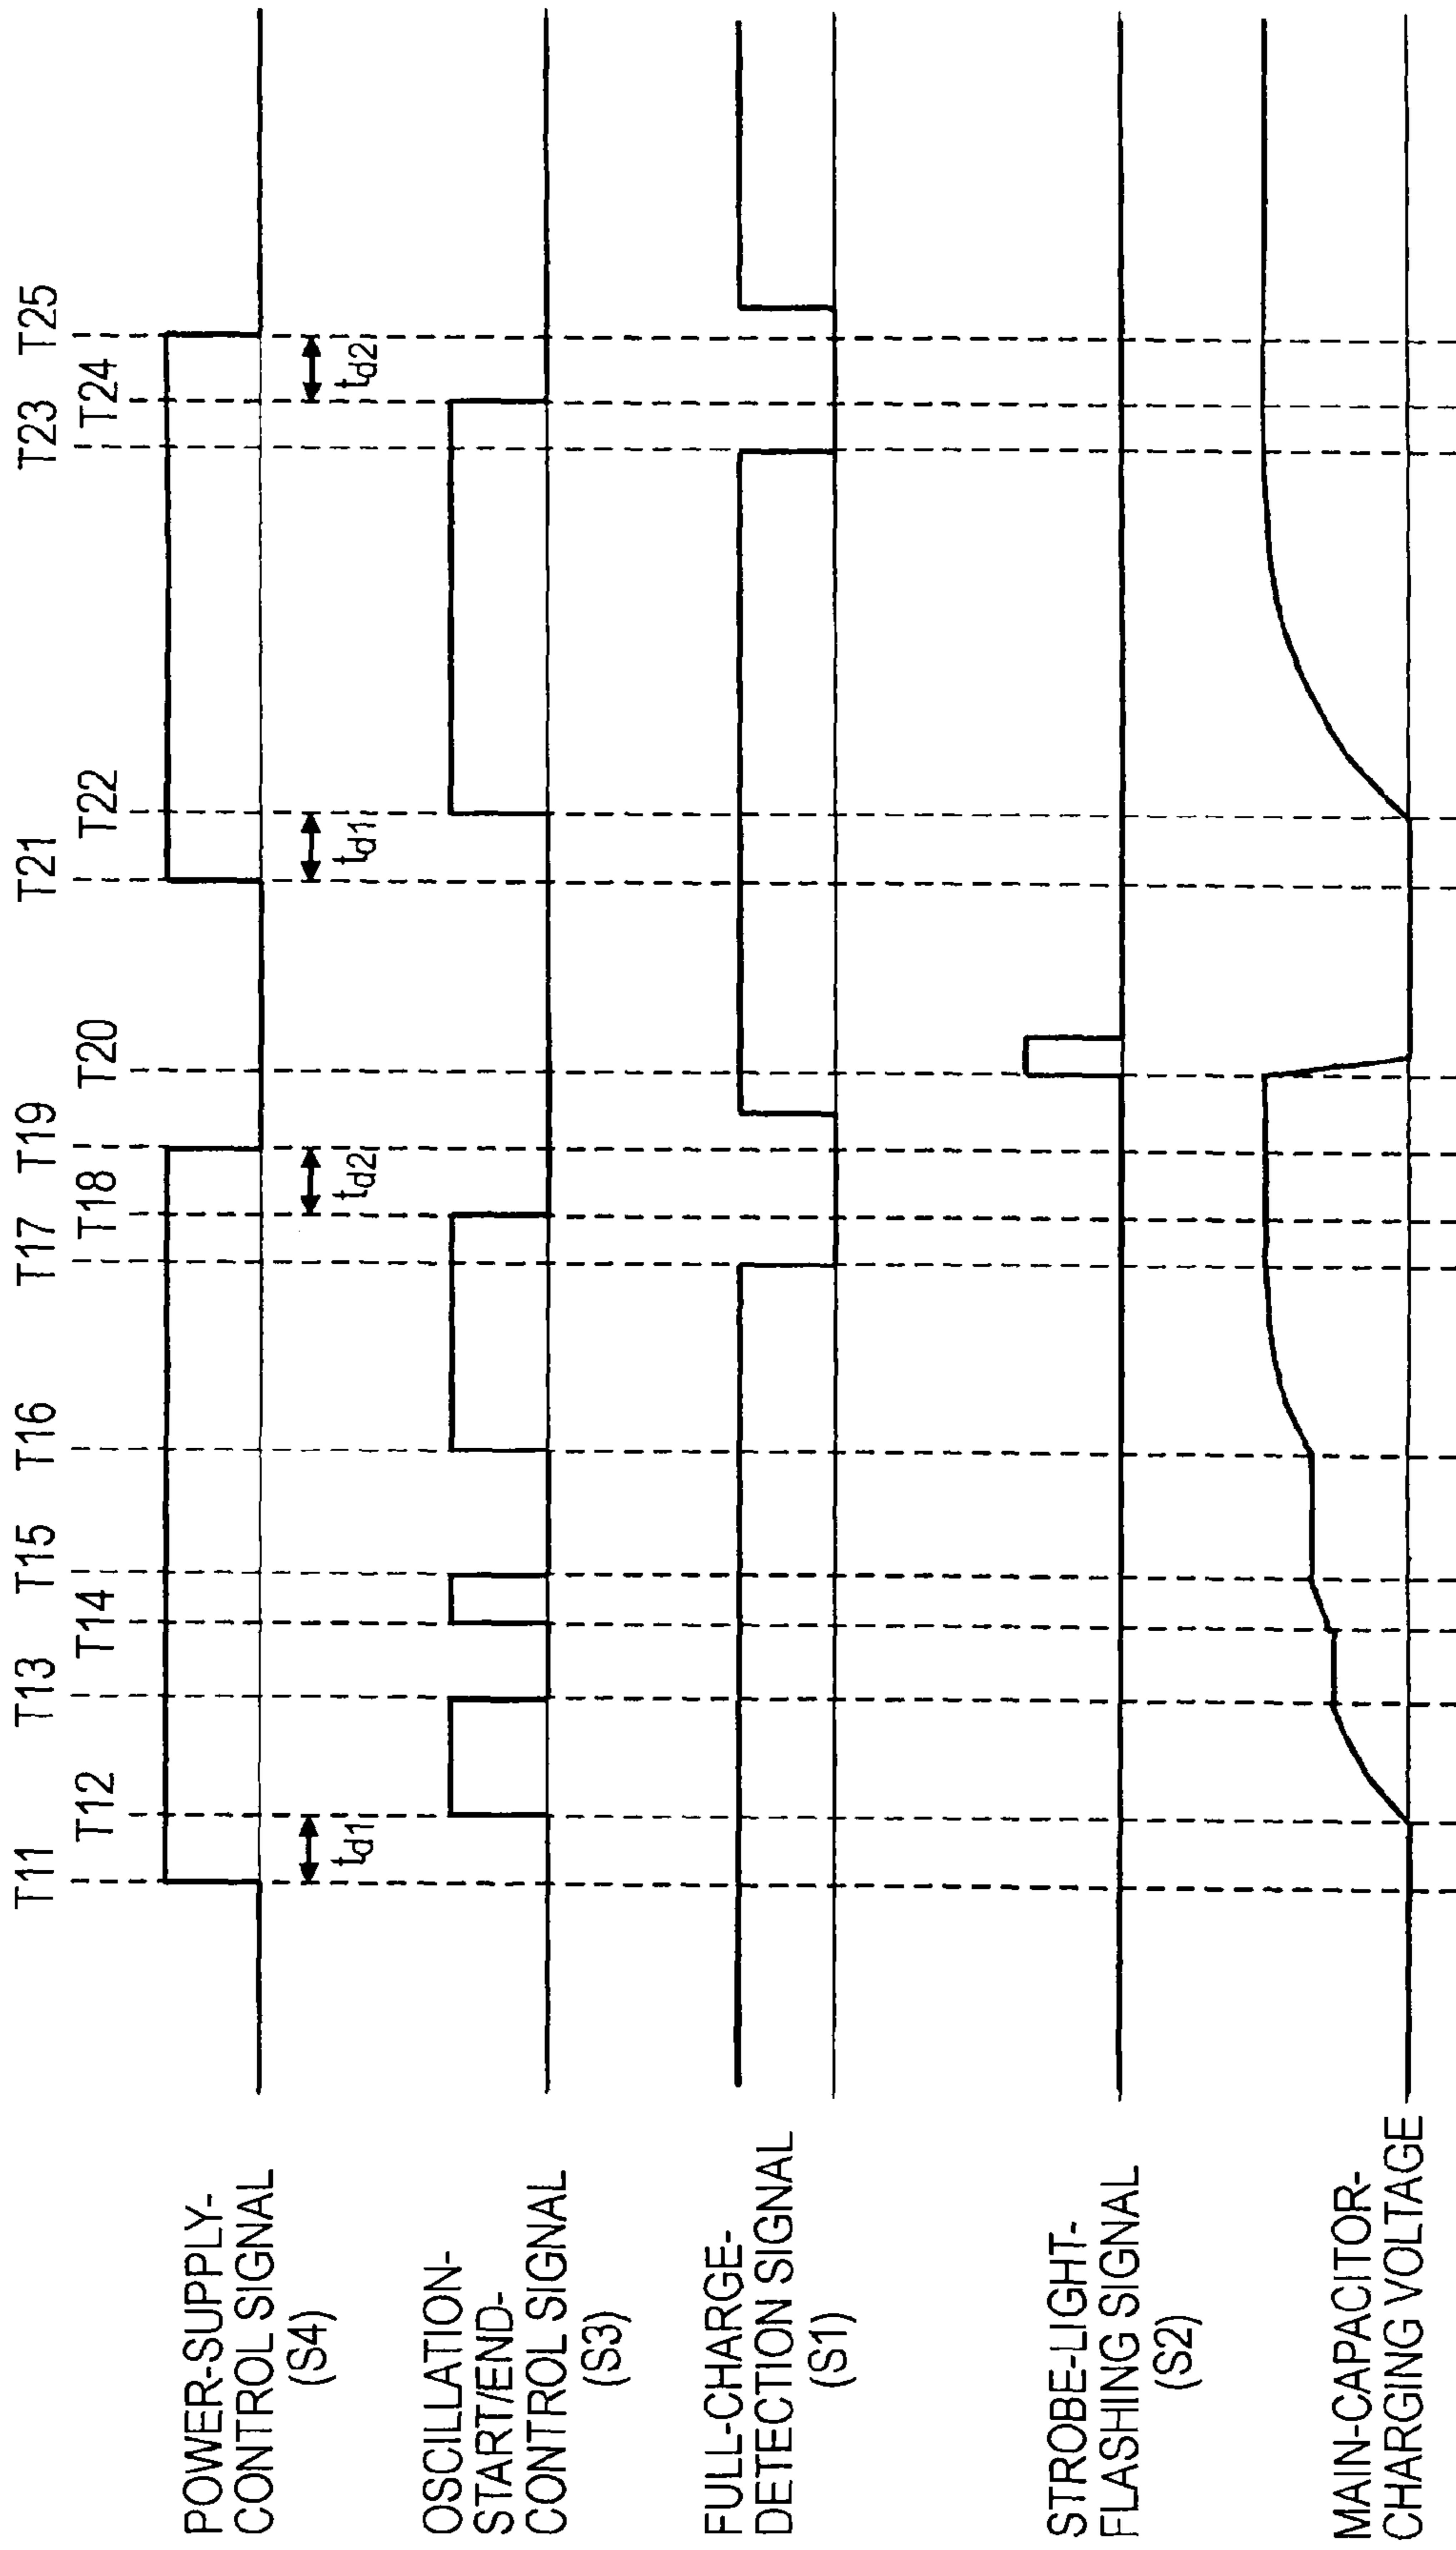 T11
T12
T13
T14
T15
T16
T17
T18
T19
T20
T21
T22
T23
T24
T25
POWER-SUPPLY-
CONTROL SIGNAL
(S4)
td1
td2
td1
td2
OSCILLATION-
START/END-
CONTROL SIGNAL
(S3)
FULL-CHARGE-
DETECTION SIGNAL
(S1)
STROBE-LIGHT-
FLASHING SIGNAL
(S2)
MAIN-CAPACITOR-
CHARGING VOLTAGE